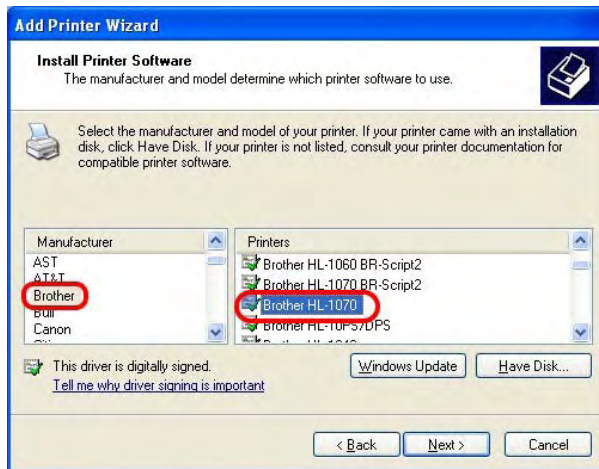 Add Printer Wizard
Install Printer Software
The manufacturer and model determine which printer software to use.
Select the manufacturer and model of your printer. If your printer came with an installation
disk, click Have Disk. If your printer is not listed, consult your printer documentation for
compatible printer software.
Manufacturer
AST
AT&T
Brother
Bull
Canon
Printers
Brother HL-1060 BR-Script2
Brother HL-1070 BR-Script2
Brother HL-1070
Brother HL-10PS/DPS
This driver is digitally signed.
Tell me why driver signing is important
Windows Update
Have Disk...
< Back
Next >
Cancel